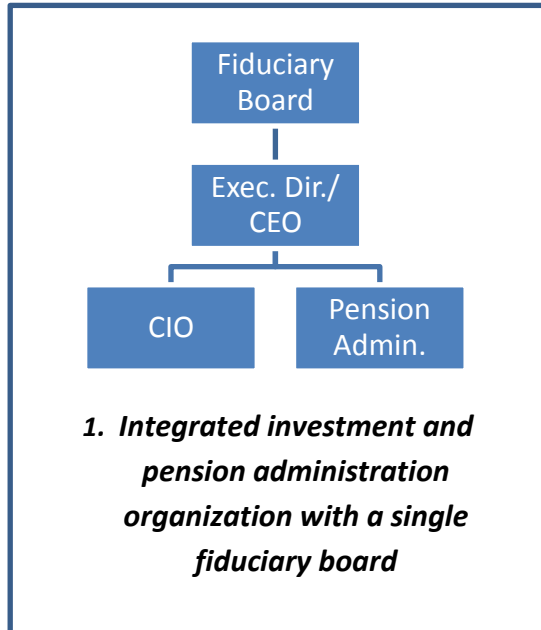 Fiduciary
Board
Exec. Dir./
CEO
CIO
Pension
Admin.
1. Integrated investment and
pension administration
organization with a single
fiduciary board